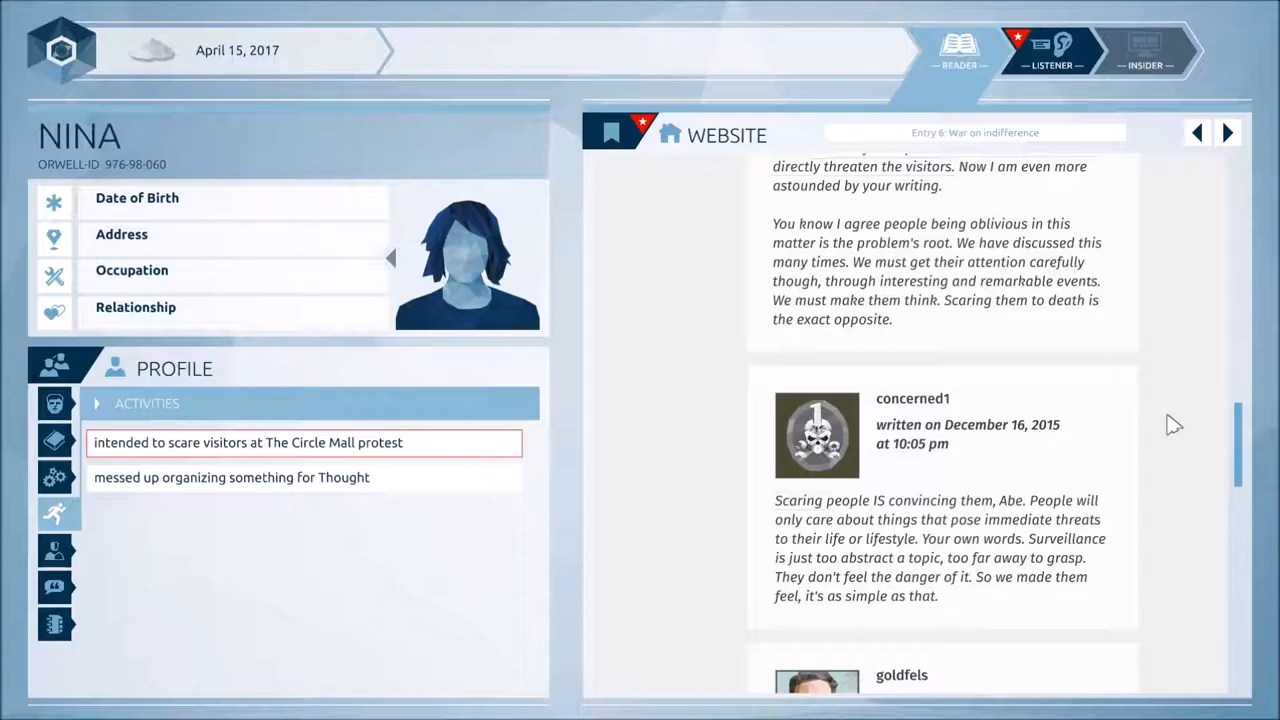 April 15, 2017
— READER —
— LISTENER —
— INSIDER —
NINA
ORWELL-ID 976-98-060
Date of Birth
Address
Occupation
Relationship
PROFILE
ACTIVITIES
intended to scare visitors at The Circle Mall protest
messed up organizing something for Thought
WEBSITE
Entry 6: War on indifference
directly threaten the visitors. Now I am even more
astounded by your writing.
You know I agree people being oblivious in this
matter is the problem's root. We have discussed this
many times. We must get their attention carefully
though, through interesting and remarkable events.
We must make them think. Scaring them to death is
the exact opposite.
concerned1
written on December 16, 2015
at 10:05 pm
Scaring people IS convincing them, Abe. People will
only care about things that pose immediate threats
to their life or lifestyle. Your own words. Surveillance
is just too abstract a topic, too far away to grasp.
They don't feel the danger of it. So we made them
feel, it's as simple as that.
goldfels